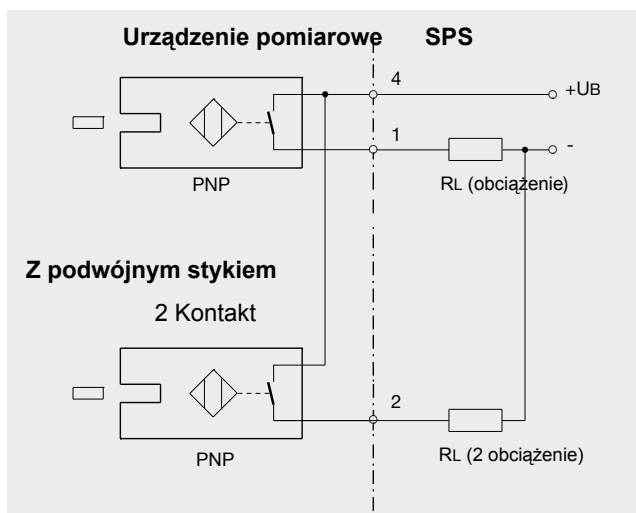 Urządzenie pomiarowe SPS
4
+UB
1
-
PNP
RL (obciążenie)
Z podwójnym stykiem
2 Kontakt
2
PNP
RL (2 obciążenie)